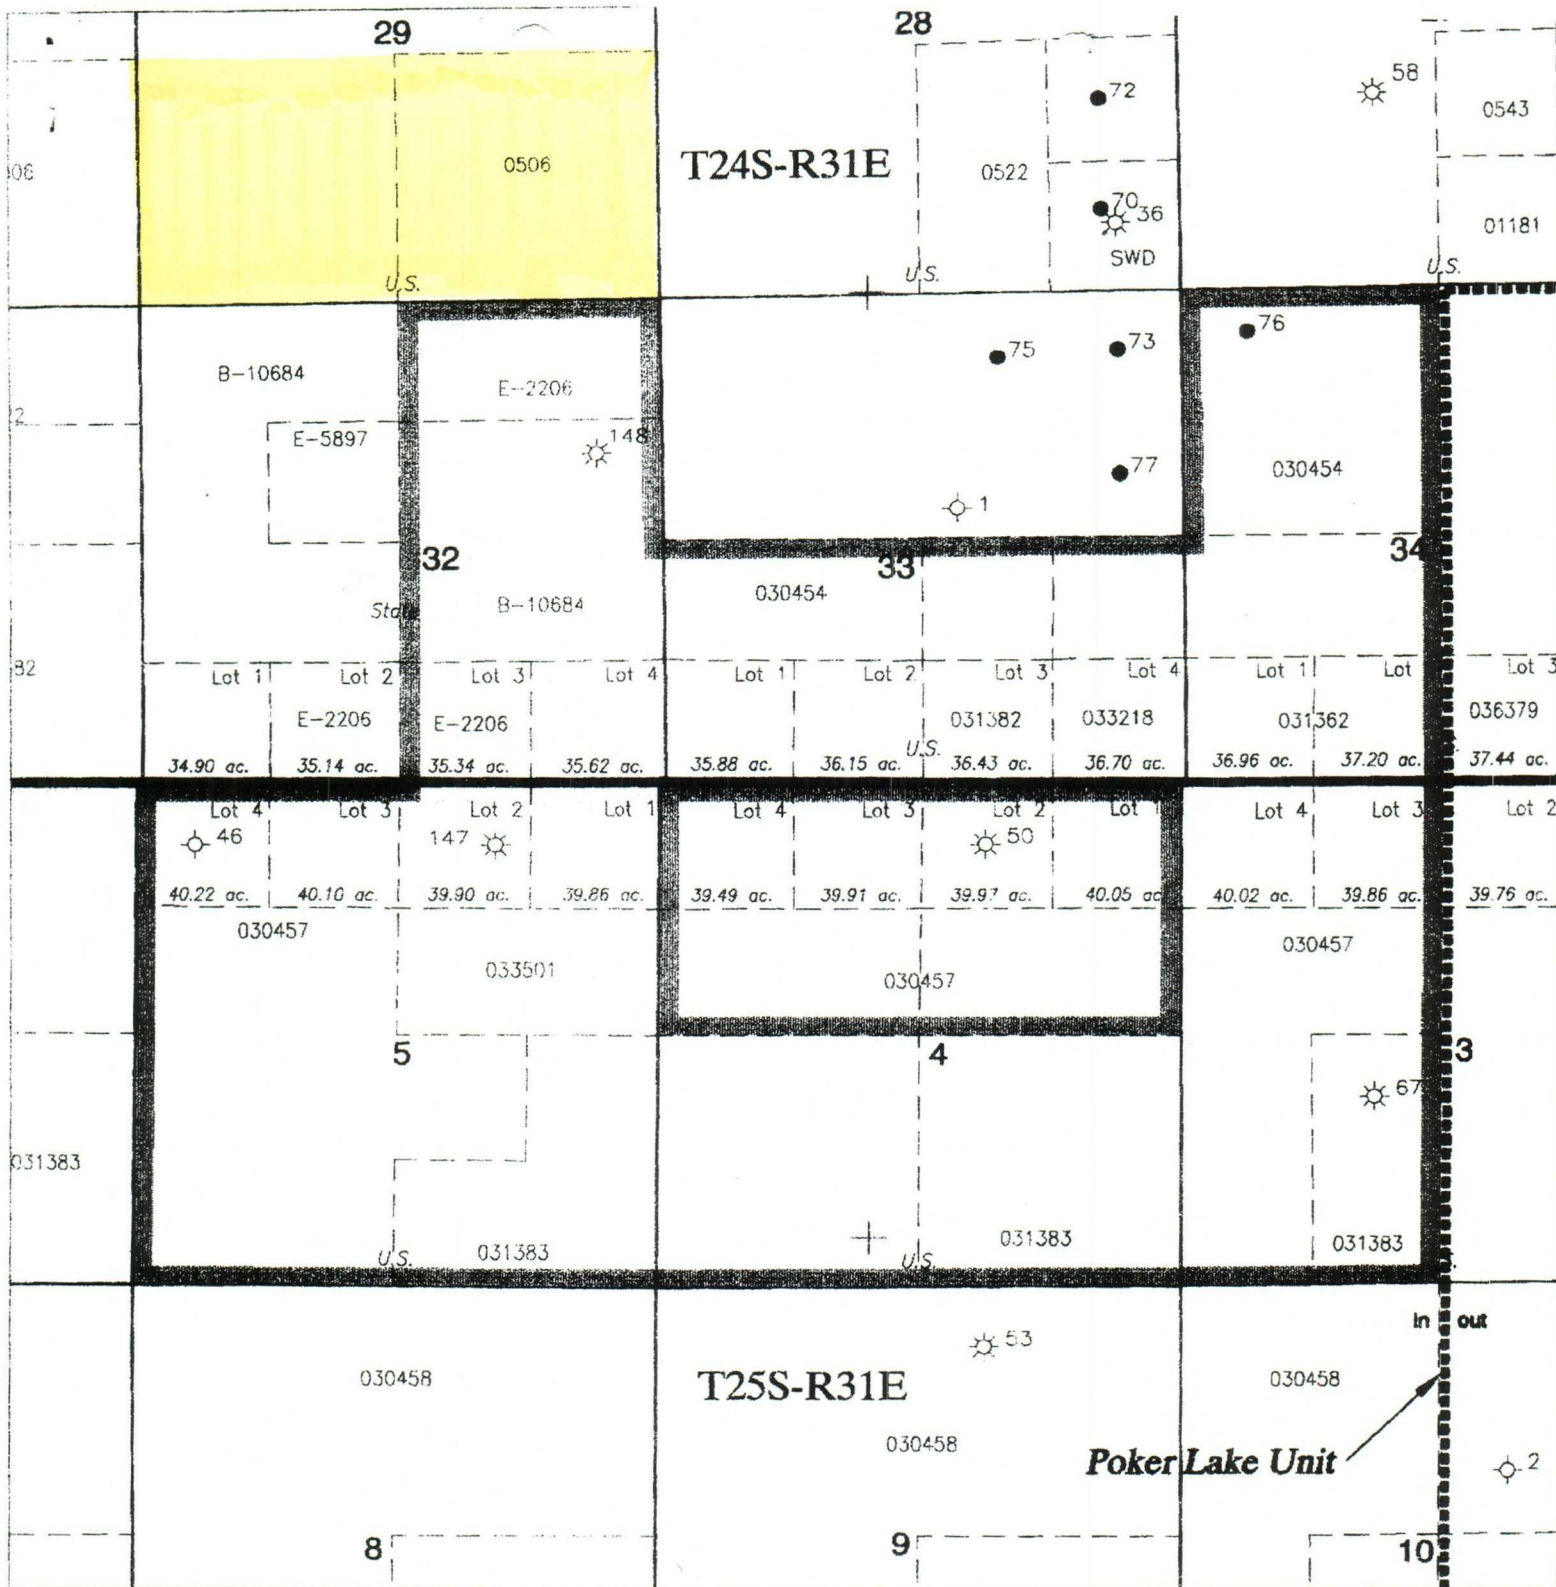 29
28
58
72
0543
0506
T24S-R31E
0522
70
36
01181
SWD
U.S.
U.S.
U.S.
76
75
73
B-10684
E-2206
E-5897
148
77
030454
1
32
33
34
030454
State
B-10684
82
Lot 1
Lot 2
Lot 3
Lot 4
Lot 1
Lot 2
Lot 3
Lot 4
Lot 1
Lot
Lot 3
E-2206
E-2206
031382
033218
031362
036379
U.S.
34.90 ac.
35.14 ac.
35.34 ac.
35.62 ac.
35.88 ac.
36.15 ac.
36.43 ac.
36.70 ac.
36.96 ac.
37.20 ac.
37.44 ac.
Lot 4
Lot 3
Lot 2
Lot 1
Lot 4
Lot 3
Lot 2
Lot 1
Lot 4
Lot 3
Lot 2
46
147
50
40.22 ac.
40.10 ac.
39.90 ac.
39.86 ac.
39.49 ac.
39.91 ac.
39.97 ac.
40.05 ac
40.02 ac.
39.86 ac.
39.76 ac.
030457
033501
030457
030457
5
4
3
67
031383
031383
031383
031383
U.S.
U.S.
In out
53
030458
T25S-R31E
030458
030458
Poker Lake Unit
2
8
9
10